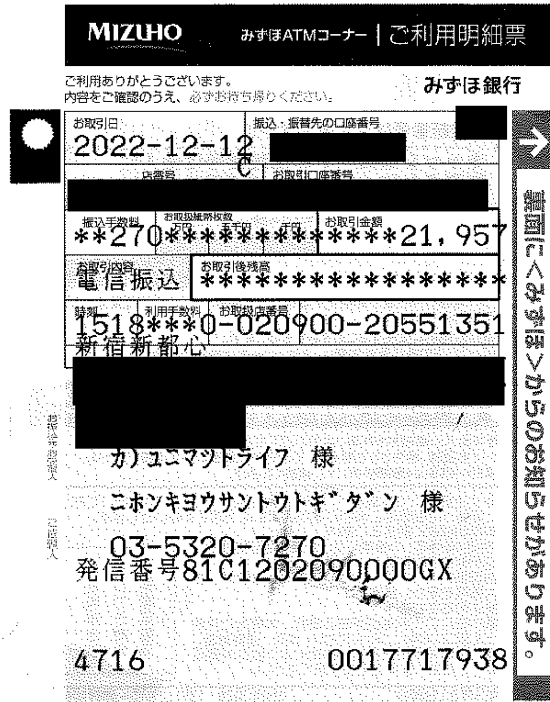 MIZUHO みずほATMコーナー | ご利用明細票
ご利用ありがとうございます。
内容をご確認のうえ、必ずお持ち帰りください。
みずほ銀行
お取引日 振込・振替先の口座番号
2022-12-12
C
店番号 お取引口座番号
振込手数料 お取扱紙幣枚数 万円 五千円 千円 お取引金額
**270*************21,957
お取引内容 お取引後残高
電信振込 *****************
時刻 利用手数料 お取扱店番号
1518***0-020900-20551351
新宿新都心
カ)ユニマツトライフ 様
ニホンキヨウサントウトギダン 様
03-5320-7270
発信番号81C1202090000GX
4716 0017717938
→ 裏面に<みずほ>からのお知らせがあります。